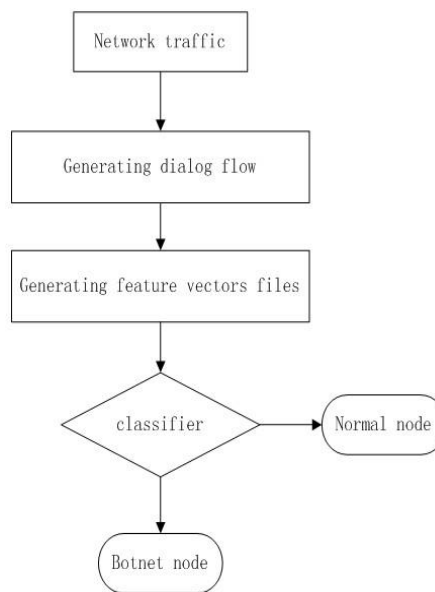 Network traffic
Generating dialog flow
Generating feature vectors files
classifier
Normal node
Botnet node